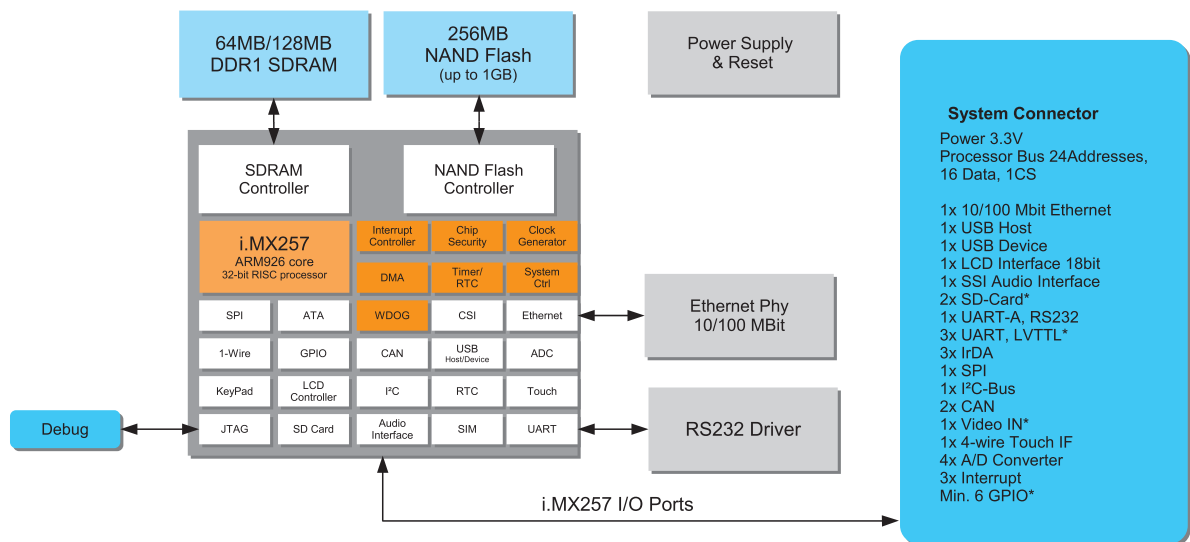 64MB/128MB
DDR1 SDRAM
256MB
NAND Flash
(up to 1GB)
Power Supply
& Reset
SDRAM
Controller
NAND Flash
Controller
i.MX257
ARM926 core
32-bit RISC processor
Interrupt
Controller
Chip
Security
Clock
Generator
DMA
Timer/
RTC
System
Ctrl
SPI
ATA
WDOG
CSI
Ethernet
1-Wire
GPIO
CAN
USB
Host/Device
ADC
KeyPad
LCD
Controller
I²C
RTC
Touch
JTAG
SD Card
Audio
Interface
SIM
UART
Debug
Ethernet Phy
10/100 MBit
RS232 Driver
i.MX257 I/O Ports
System Connector
Power 3.3V
Processor Bus 24Addresses,
16 Data, 1CS
1x 10/100 Mbit Ethernet
1x USB Host
1x USB Device
1x LCD Interface 18bit
1x SSI Audio Interface
2x SD-Card*
1x UART-A, RS232
3x UART, LVTTL*
3x IrDA
1x SPI
1x I²C-Bus
2x CAN
1x Video IN*
1x 4-wire Touch IF
4x A/D Converter
3x Interrupt
Min. 6 GPIO*